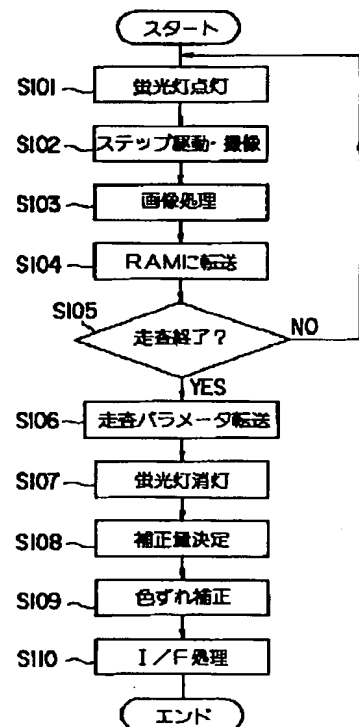 スタート
S101 蛍光灯点灯
S102 ステップ駆動・撮像
S103 画像処理
S104 RAMに転送
S105 走査終了? NO
YES
S106 走査パラメータ転送
S107 蛍光灯消灯
S108 補正量決定
S109 色ずれ補正
S110 I/F処理
エンド